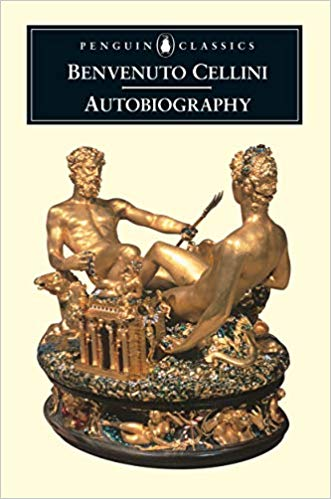 PENGUIN CLASSICS
BENVENUTO CELLINI
AUTOBIOGRAPHY